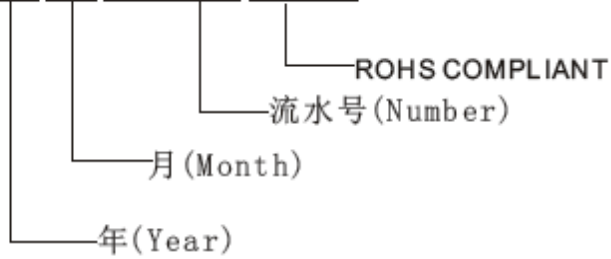 ROHS COMPLIANT
流水号(Number)
月(Month)
年(Year)